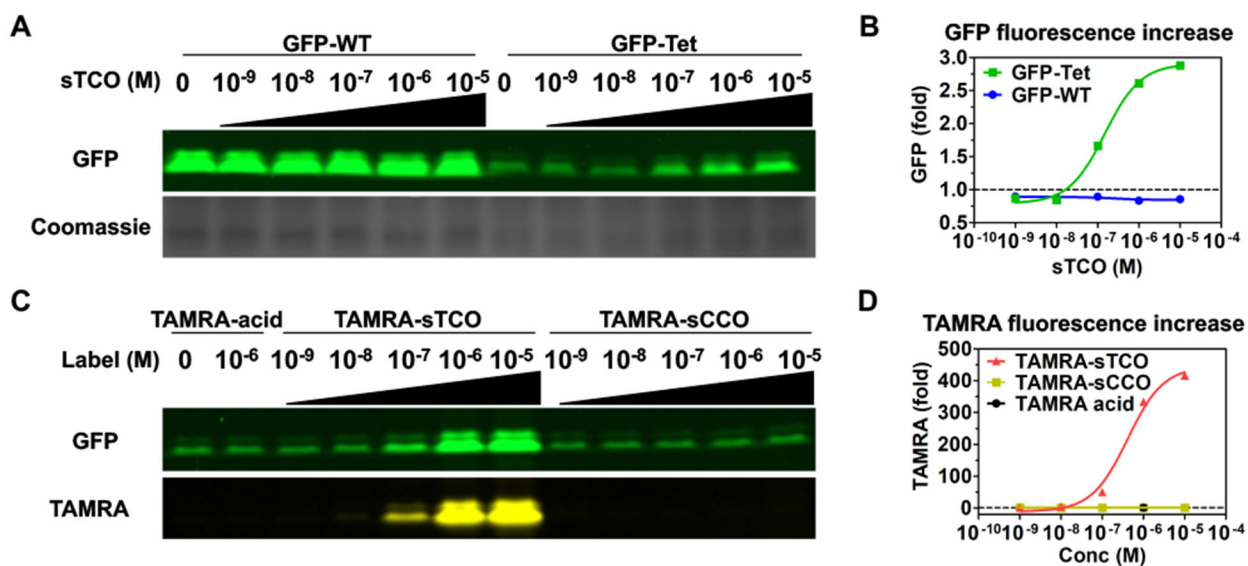 A
GFP-WT GFP-Tet
sTCO (M) 0 10⁻⁹ 10⁻⁸ 10⁻⁷ 10⁻⁶ 10⁻⁵ 0 10⁻⁹ 10⁻⁸ 10⁻⁷ 10⁻⁶ 10⁻⁵
GFP
Coomassie
B
GFP fluorescence increase
GFP (fold)
3.0
2.5
2.0
1.5
1.0
0.5
GFP-Tet
GFP-WT
10⁻¹⁰ 10⁻⁹ 10⁻⁸ 10⁻⁷ 10⁻⁶ 10⁻⁵ 10⁻⁴
sTCO (M)
C
TAMRA-acid TAMRA-sTCO TAMRA-sCCO
Label (M) 0 10⁻⁶ 10⁻⁹ 10⁻⁸ 10⁻⁷ 10⁻⁶ 10⁻⁵ 10⁻⁹ 10⁻⁸ 10⁻⁷ 10⁻⁶ 10⁻⁵
GFP
TAMRA
D
TAMRA fluorescence increase
TAMRA (fold)
500
400
300
200
100
0
TAMRA-sTCO
TAMRA-sCCO
TAMRA acid
10⁻¹⁰ 10⁻⁹ 10⁻⁸ 10⁻⁷ 10⁻⁶ 10⁻⁵ 10⁻⁴
Conc (M)